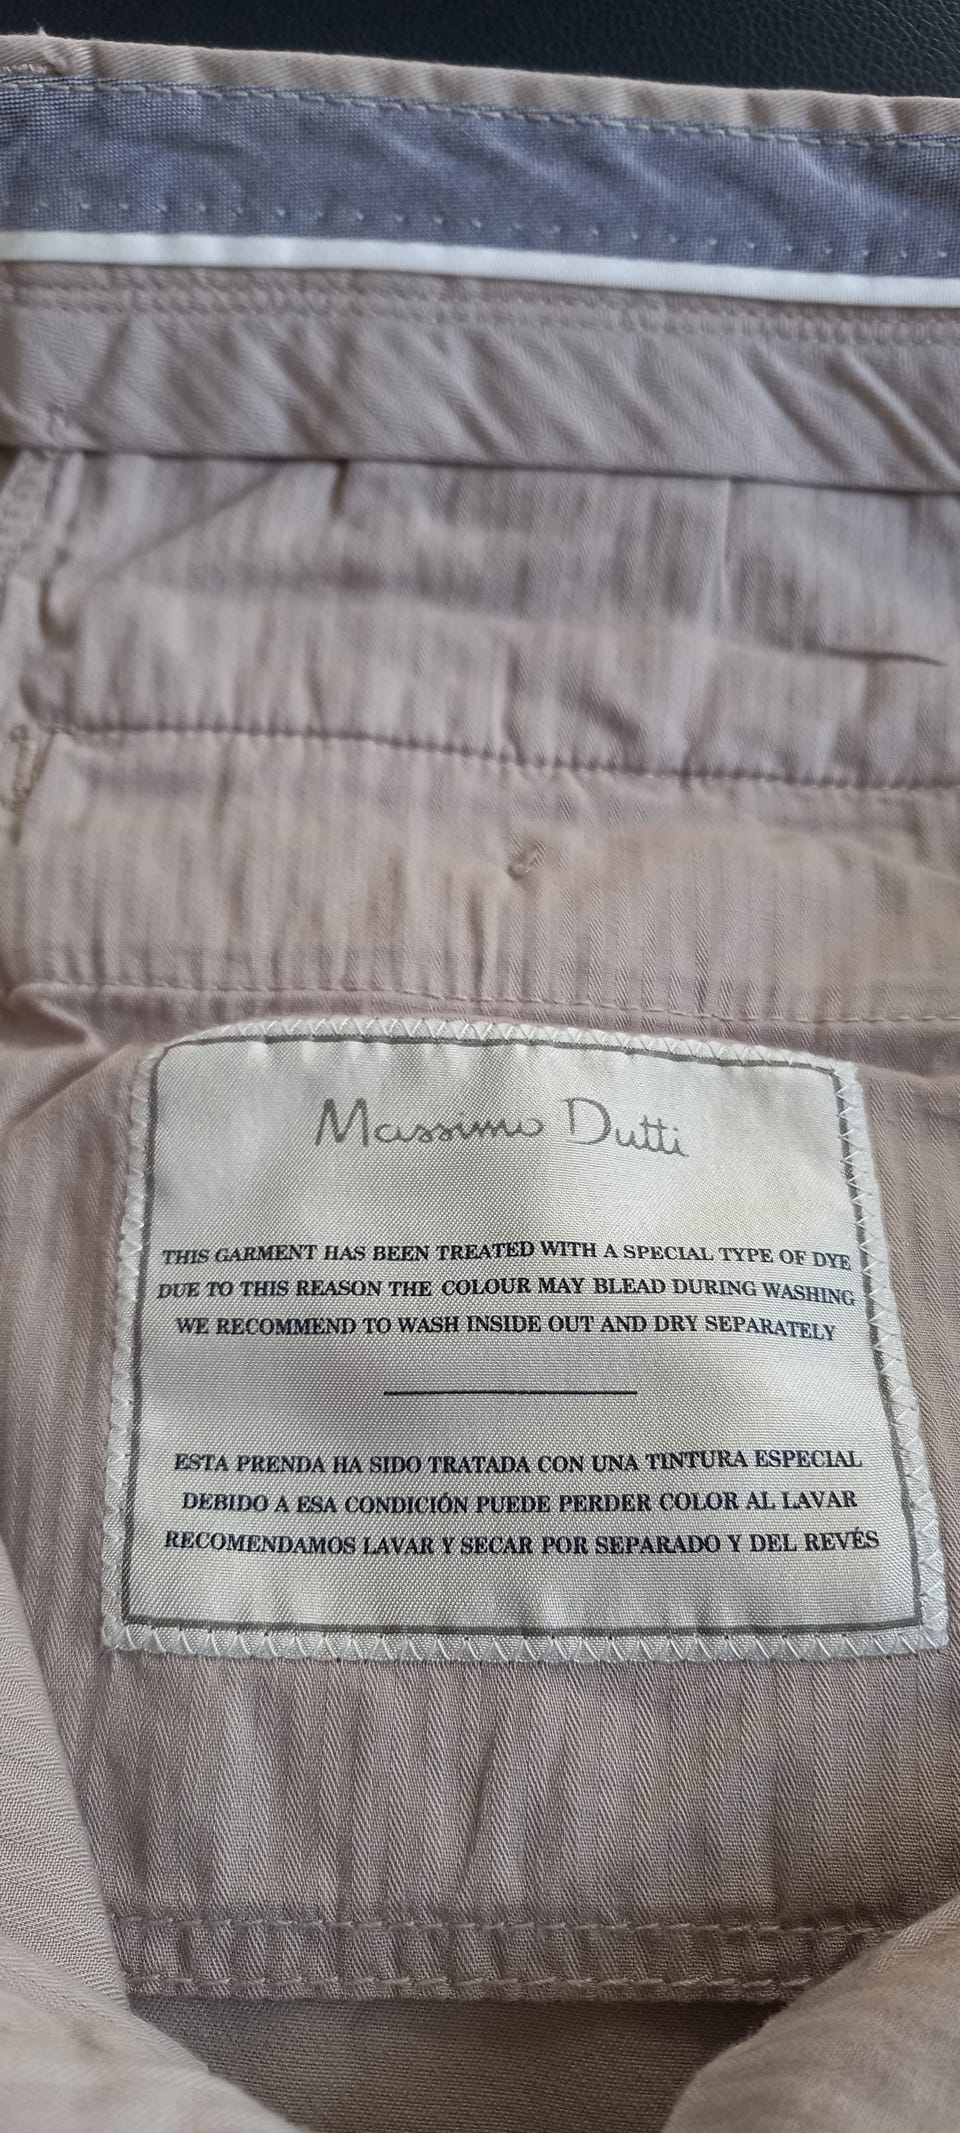 Massimo Dutti
THIS GARMENT HAS BEEN TREATED WITH A SPECIAL TYPE OF DYE
DUE TO THIS REASON THE COLOUR MAY BLEAD DURING WASHING
WE RECOMMEND TO WASH INSIDE OUT AND DRY SEPARATELY
ESTA PRENDA HA SIDO TRATADA CON UNA TINTURA ESPECIAL
DEBIDO A ESA CONDICIÓN PUEDE PERDER COLOR AL LAVAR
RECOMENDAMOS LAVAR Y SECAR POR SEPARADO Y DEL REVÉS